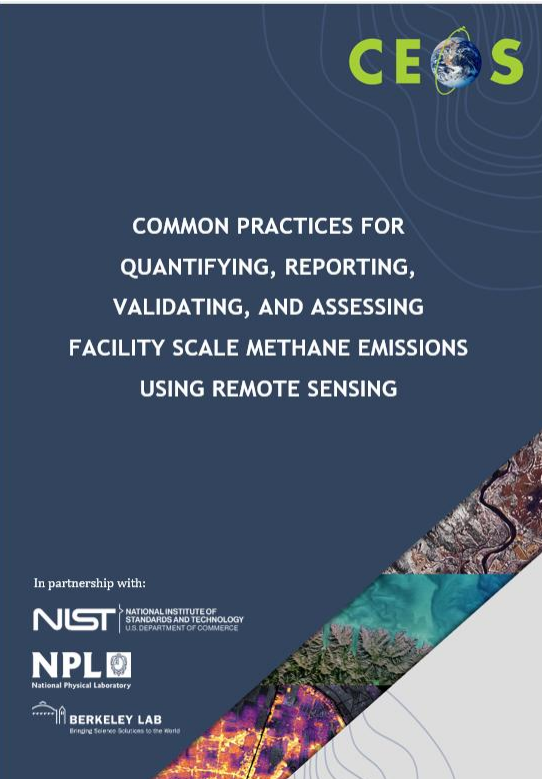 CEOS
COMMON PRACTICES FOR
QUANTIFYING, REPORTING,
VALIDATING, AND ASSESSING
FACILITY SCALE METHANE EMISSIONS
USING REMOTE SENSING
In partnership with:
NIST NATIONAL INSTITUTE OF
STANDARDS AND TECHNOLOGY
U.S. DEPARTMENT OF COMMERCE
NPL
National Physical Laboratory
BERKELEY LAB
Bringing Science Solutions to the World